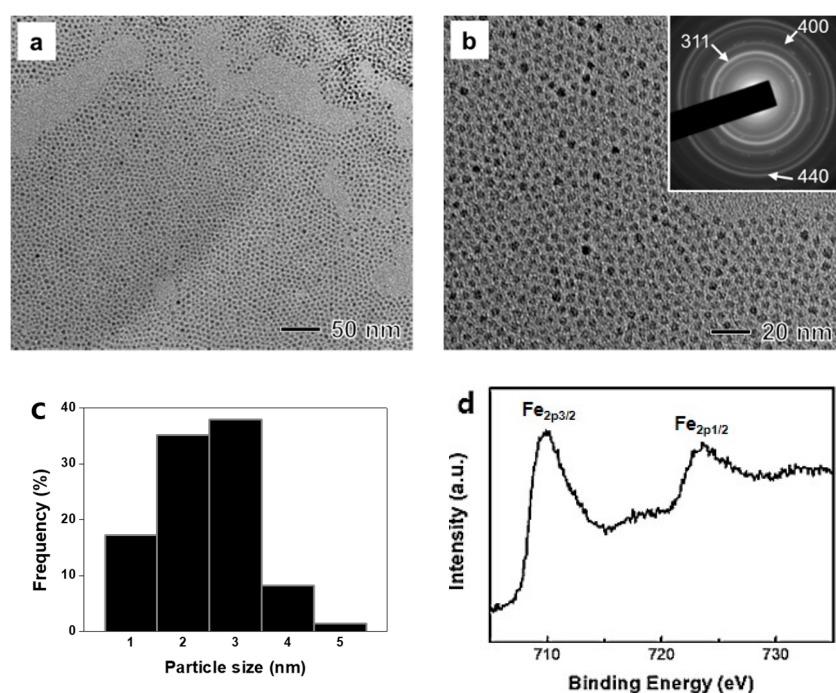 a
50 nm
b
311
400
440
20 nm
c
40
30
20
10
0
Frequency (%)
1 2 3 4 5
Particle size (nm)
d
Fe2p3/2
Fe2p1/2
Intensity (a.u.)
710 720 730
Binding Energy (eV)